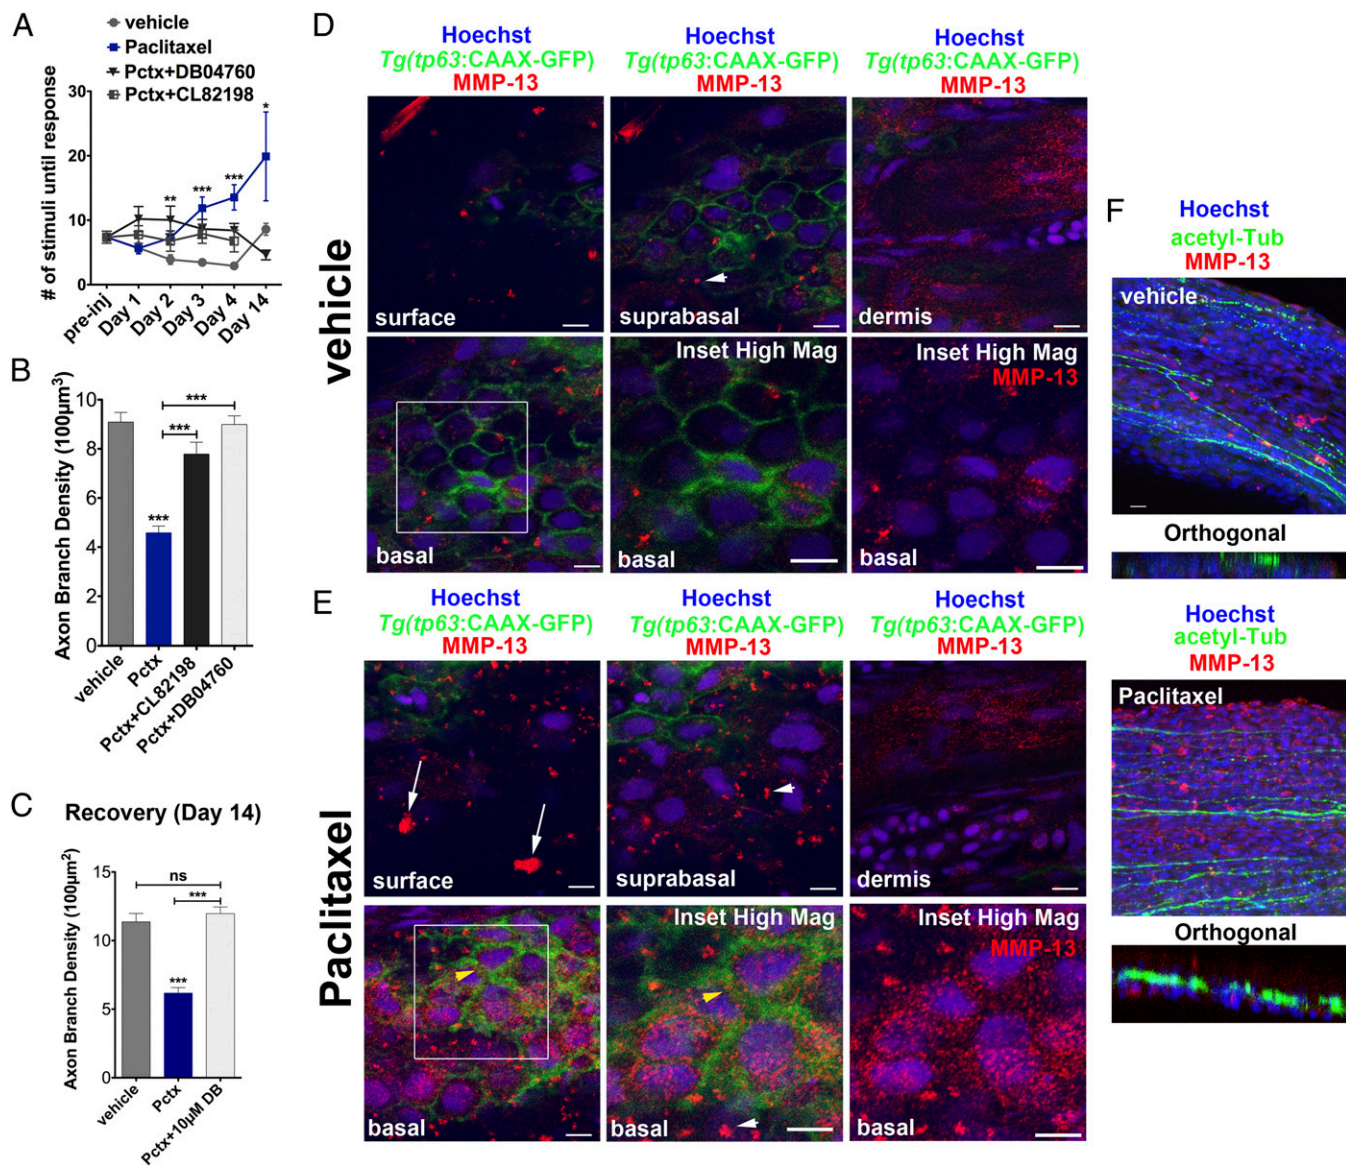 A
vehicle
Paclitaxel
Pctx+DB04760
Pctx+CL82198
# of stimuli until response
30
20
10
0
**
***
***
*
pre-inj
Day 1
Day 2
Day 3
Day 4
Day 14
B
Axon Branch Density (100µm³)
10
8
6
4
2
0
***
***
***
vehicle
Pctx
Pctx+CL82198
Pctx+DB04760
C
Recovery (Day 14)
Axon Branch Density (100µm²)
15
10
5
0
ns
***
***
vehicle
Pctx
Pctx+10µM DB
D
vehicle
Hoechst
Tg(tp63:CAAX-GFP)
MMP-13
Hoechst
Tg(tp63:CAAX-GFP)
MMP-13
Hoechst
Tg(tp63:CAAX-GFP)
MMP-13
surface
suprabasal
dermis
basal
Inset High Mag
basal
Inset High Mag
MMP-13
basal
E
Paclitaxel
Hoechst
Tg(tp63:CAAX-GFP)
MMP-13
Hoechst
Tg(tp63:CAAX-GFP)
MMP-13
Hoechst
Tg(tp63:CAAX-GFP)
MMP-13
surface
suprabasal
dermis
basal
Inset High Mag
basal
Inset High Mag
MMP-13
basal
F
Hoechst
acetyl-Tub
MMP-13
vehicle
Orthogonal
Hoechst
acetyl-Tub
MMP-13
Paclitaxel
Orthogonal